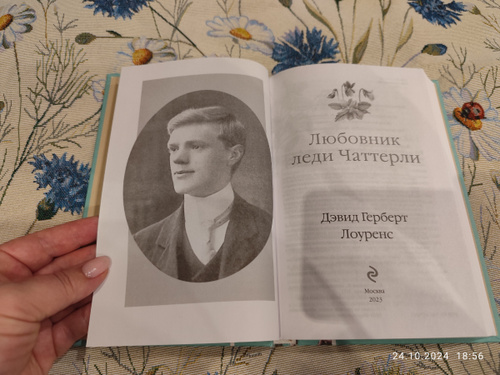 Любовник
леди Чаттерли
Дэвид Герберт
Лоуренс
Москва
2023
24.10.2024 18:56